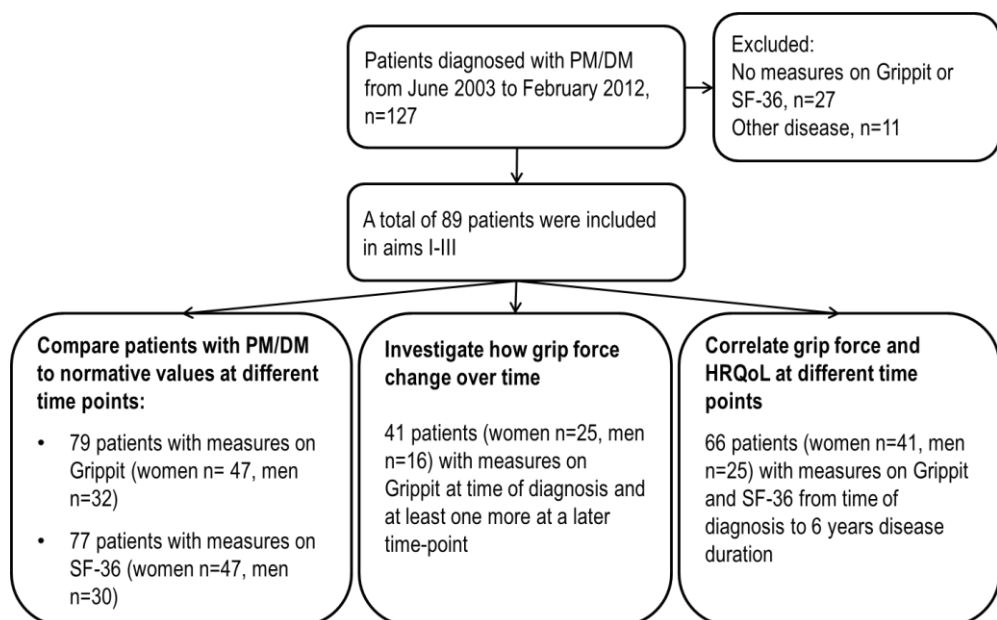 Patients diagnosed with PM/DM
from June 2003 to February 2012,
n=127
Excluded:
No measures on Grippit or
SF-36, n=27
Other disease, n=11
A total of 89 patients were included
in aims I-III
Compare patients with PM/DM
to normative values at different
time points:
• 79 patients with measures on
Grippit (women n= 47, men
n=32)
• 77 patients with measures on
SF-36 (women n=47, men
n=30)
Investigate how grip force
change over time
41 patients (women n=25, men
n=16) with measures on
Grippit at time of diagnosis and
at least one more at a later
time-point
Correlate grip force and
HRQoL at different time
points
66 patients (women n=41, men
n=25) with measures on Grippit
and SF-36 from time of
diagnosis to 6 years disease
duration